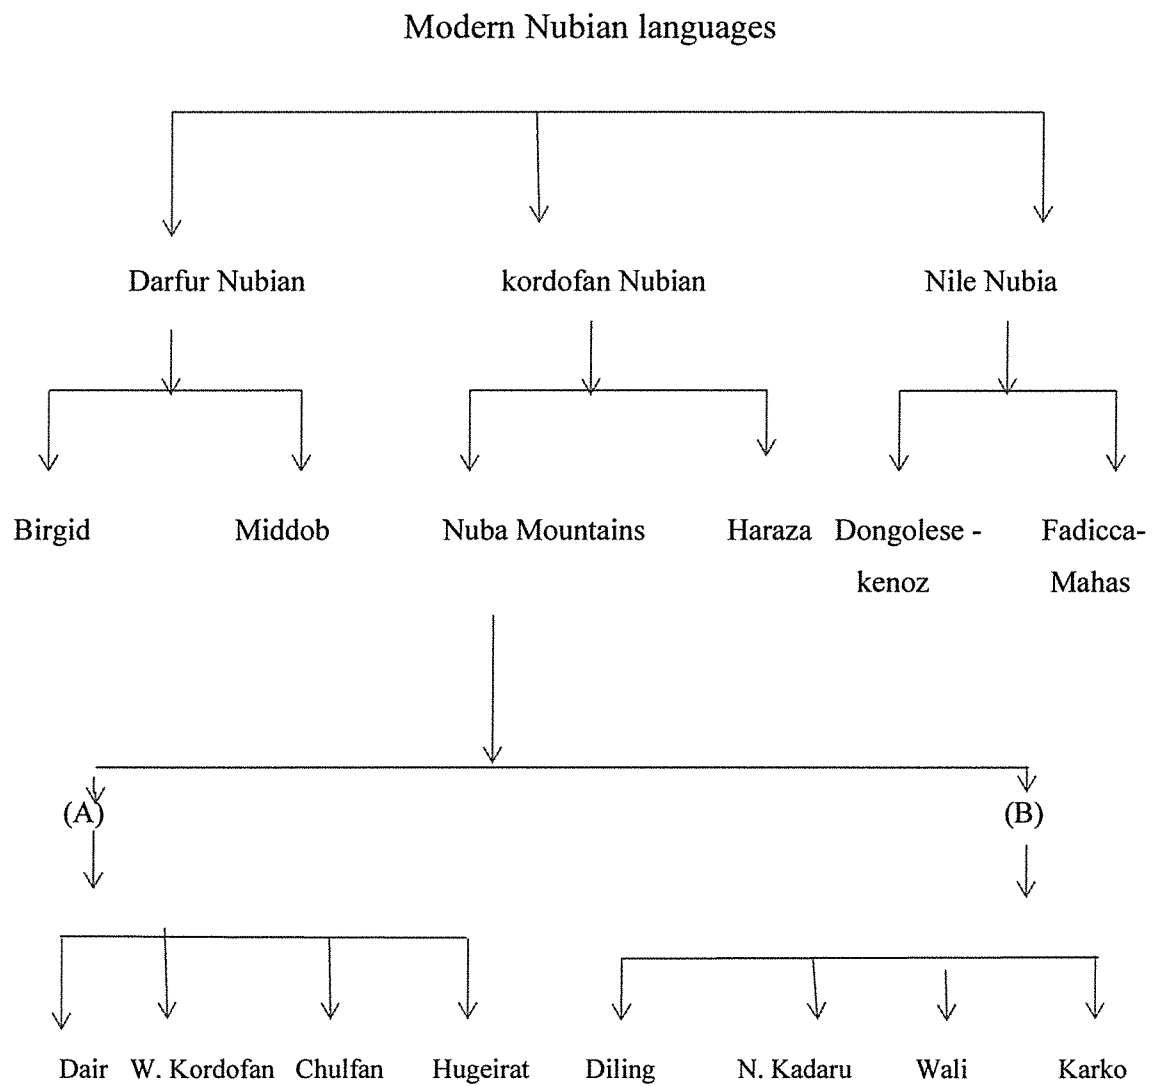 Modern Nubian languages
Darfur Nubian kordofan Nubian Nile Nubia
Birgid Middob Nuba Mountains Haraza Dongolese - Fadicca-
kenoz Mahas
(A) (B)
Dair W. Kordofan Chulfan Hugeirat Diling N. Kadaru Wali Karko